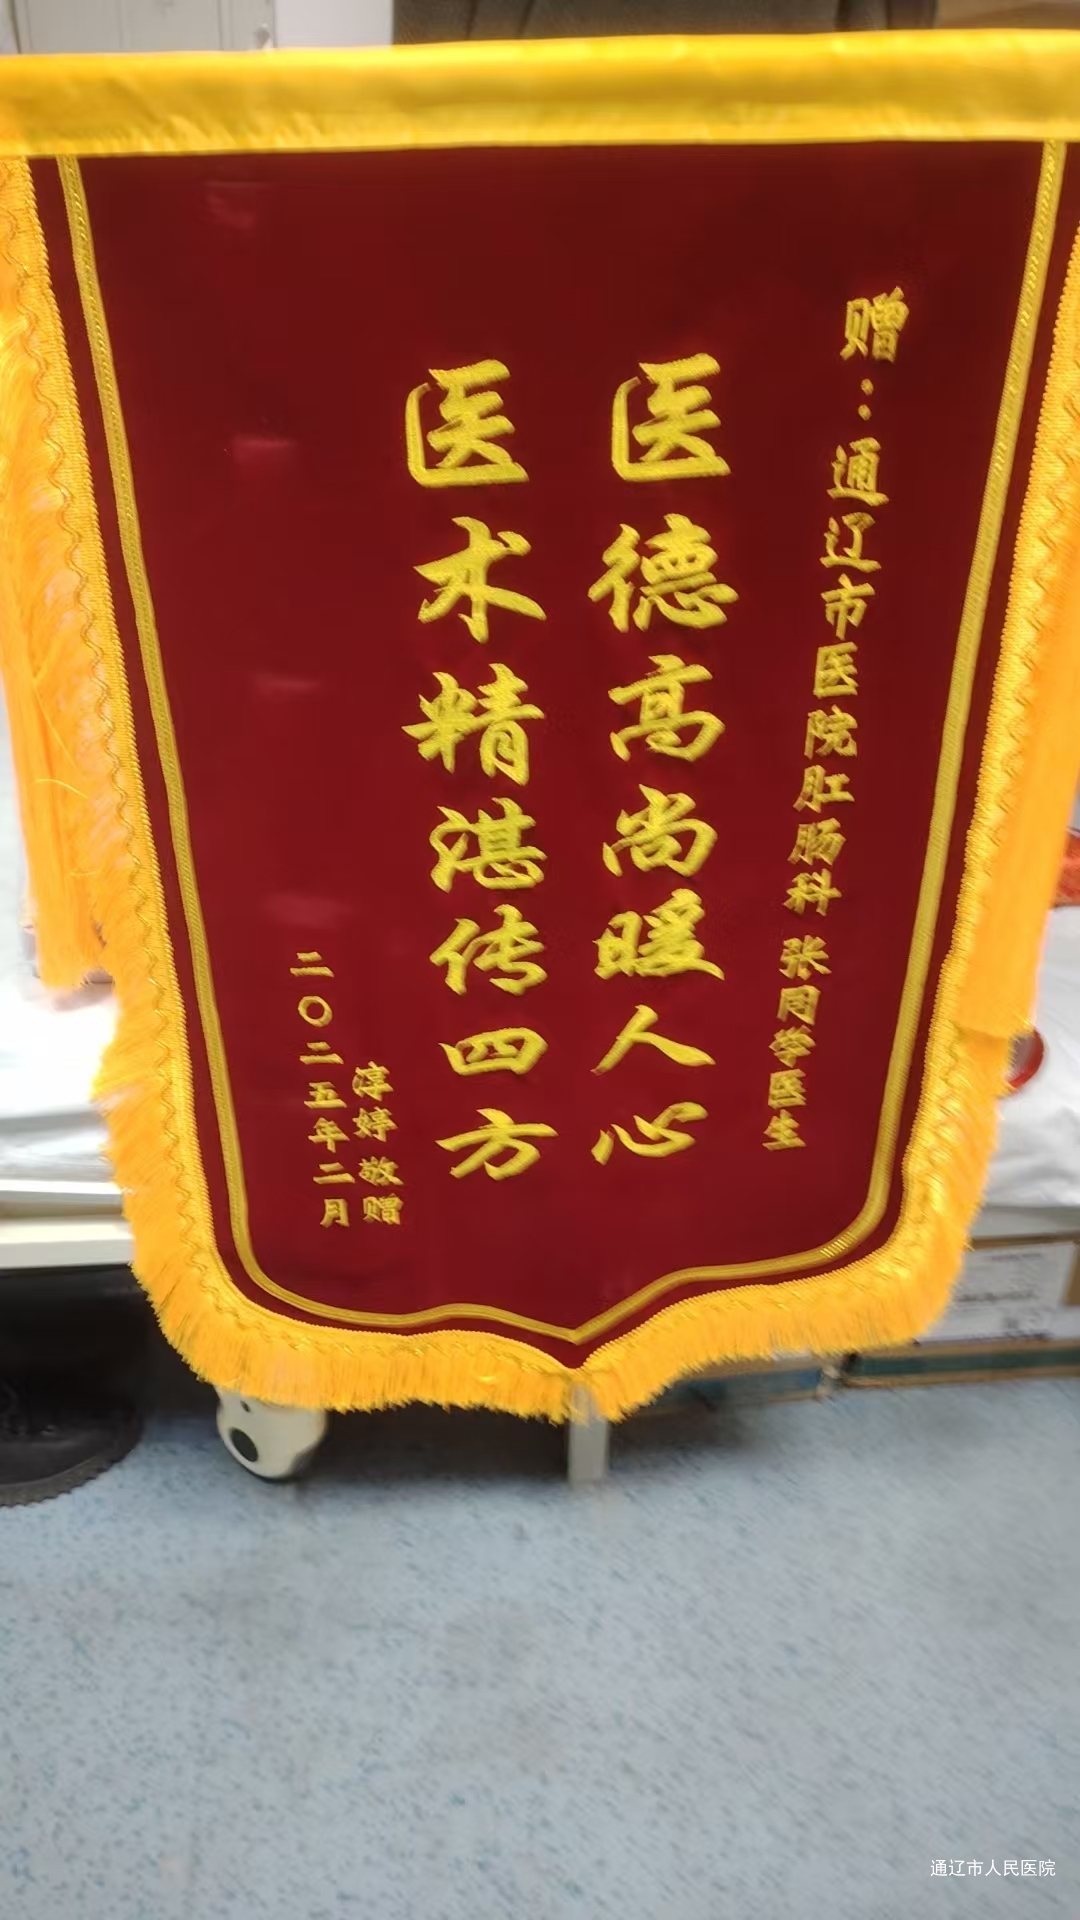 赠：通辽市医院肛肠科 张同学医生
医德高尚暖人心
医术精湛传四方
淳婷 敬赠
二〇二五年二月
通辽市人民医院